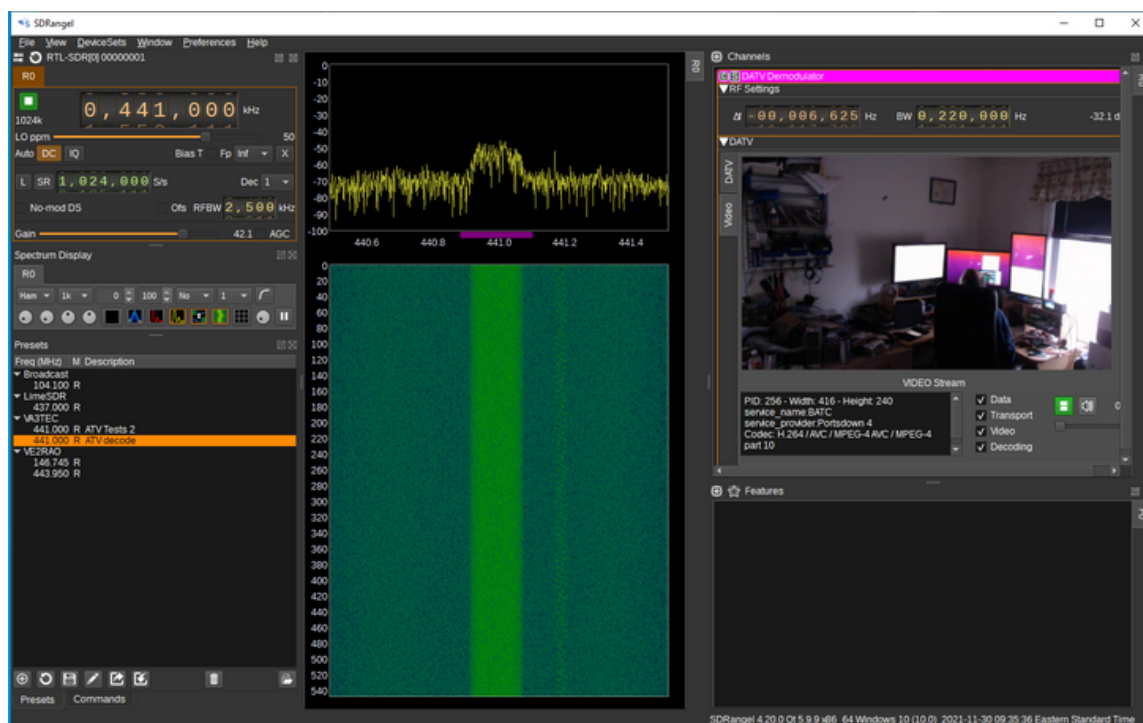 SDRangel
File View DeviceSets Window Preferences Help
RTL-SDR[0] 00000001
R0
0,441,000 kHz
1024k
LO ppm 50
Auto DC IQ Bias T Fp Inf X
L SR 1,024,000 S/s Dec 1
No-mod DS Ofs RFBW 2,500 kHz
Gain 42.1 AGC
Spectrum Display
R0
Ham 1k 0 100 No 1
Presets
Freq (MHz) M Description
Broadcast
104.100 R
LimeSDR
437.000 R
VA3TEC
441.000 R ATV Tests 2
441.000 R ATV decode
VE2RAO
146.745 R
443.950 R
Presets Commands
R0
0
-10
-20
-30
-40
-50
-60
-70
-80
-90
-100
440.6 440.8 441.0 441.2 441.4
0
20
40
60
80
100
120
140
160
180
200
220
240
260
280
300
320
340
360
380
400
420
440
460
480
500
520
540
Channels
C S DATV Demodulator
RF Settings
Δf -00,006,625 Hz BW 0,220,000 Hz -32.1 d
DATV
DATV
Video
VIDEO Stream
PID: 256 - Width: 416 - Height: 240
service_name:BATC
service_provider:Portsdown 4
Codec: H.264 / AVC / MPEG-4 AVC / MPEG-4
part 10
Data
Transport
Video
Decoding
0
Features
SDRangel 4.20.0 Qt 5.9.9 x86_64 Windows 10 (10.0) 2021-11-30 09:35:36 Eastern Standard Time